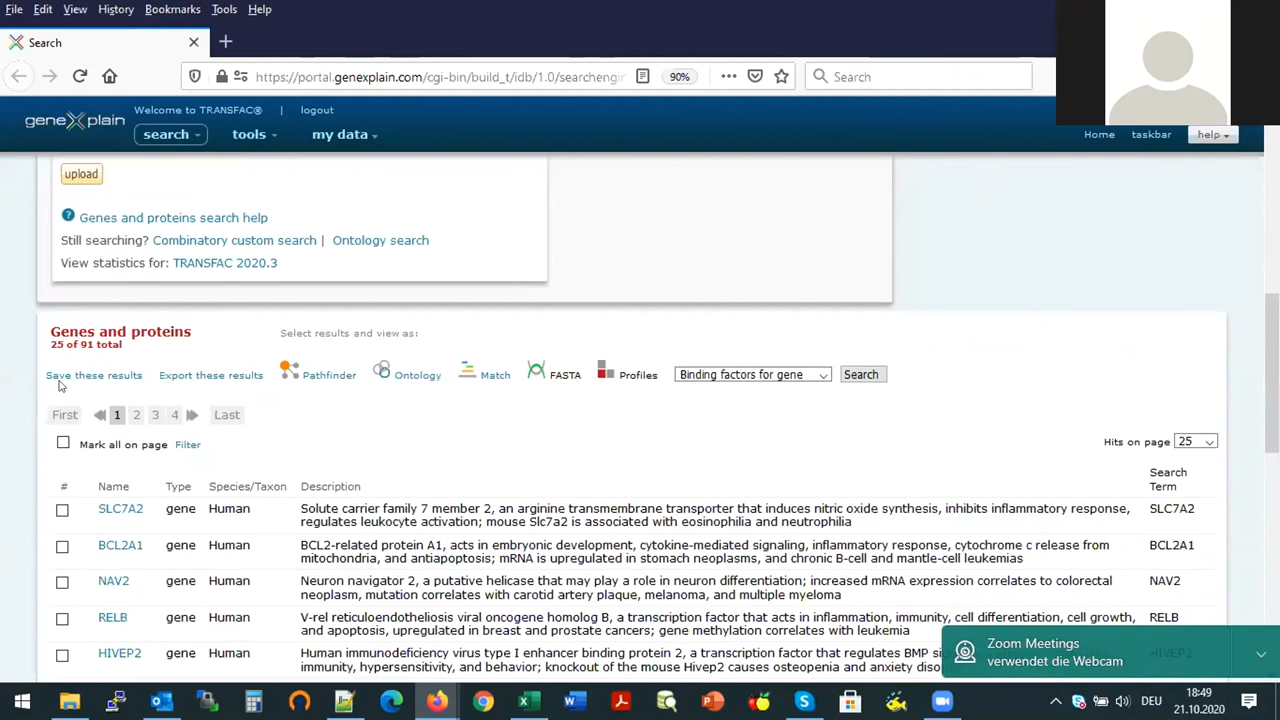 File Edit View History Bookmarks Tools Help
Search
https://portal.genexplain.com/cgi-bin/build_t/idb/1.0/searchengin
90%
Search
geneXplain
Welcome to TRANSFAC® | logout
search tools my data
Home taskbar help
upload
Genes and proteins search help
Still searching? Combinatory custom search | Ontology search
View statistics for: TRANSFAC 2020.3
Genes and proteins
25 of 91 total
Select results and view as:
Save these results Export these results Pathfinder Ontology Match FASTA Profiles Binding factors for gene Search
First 1 2 3 4 Last
Mark all on page Filter
Hits on page 25
# Name Type Species/Taxon Description Search Term
SLC7A2 gene Human Solute carrier family 7 member 2, an arginine transmembrane transporter that induces nitric oxide synthesis, inhibits inflammatory response, SLC7A2
regulates leukocyte activation; mouse Slc7a2 is associated with eosinophilia and neutrophilia
BCL2A1 gene Human BCL2-related protein A1, acts in embryonic development, cytokine-mediated signaling, inflammatory response, cytochrome c release from BCL2A1
mitochondria, and antiapoptosis; mRNA is upregulated in stomach neoplasms, and chronic B-cell and mantle-cell leukemias
NAV2 gene Human Neuron navigator 2, a putative helicase that may play a role in neuron differentiation; increased mRNA expression correlates to colorectal NAV2
neoplasm, mutation correlates with carotid artery plaque, melanoma, and multiple myeloma
RELB gene Human V-rel reticuloendotheliosis viral oncogene homolog B, a transcription factor that acts in inflammation, immunity, cell differentiation, cell growth, RELB
and apoptosis, upregulated in breast and prostate cancers; gene methylation correlates with leukemia
HIVEP2 gene Human Human immunodeficiency virus type I enhancer binding protein 2, a transcription factor that regulates BMP HIVEP2
immunity, hypersensitivity, and behavior; knockout of the mouse Hivep2 causes osteopenia and anxiety
Zoom Meetings
verwendet die Webcam
DEU
18:49
21.10.2020